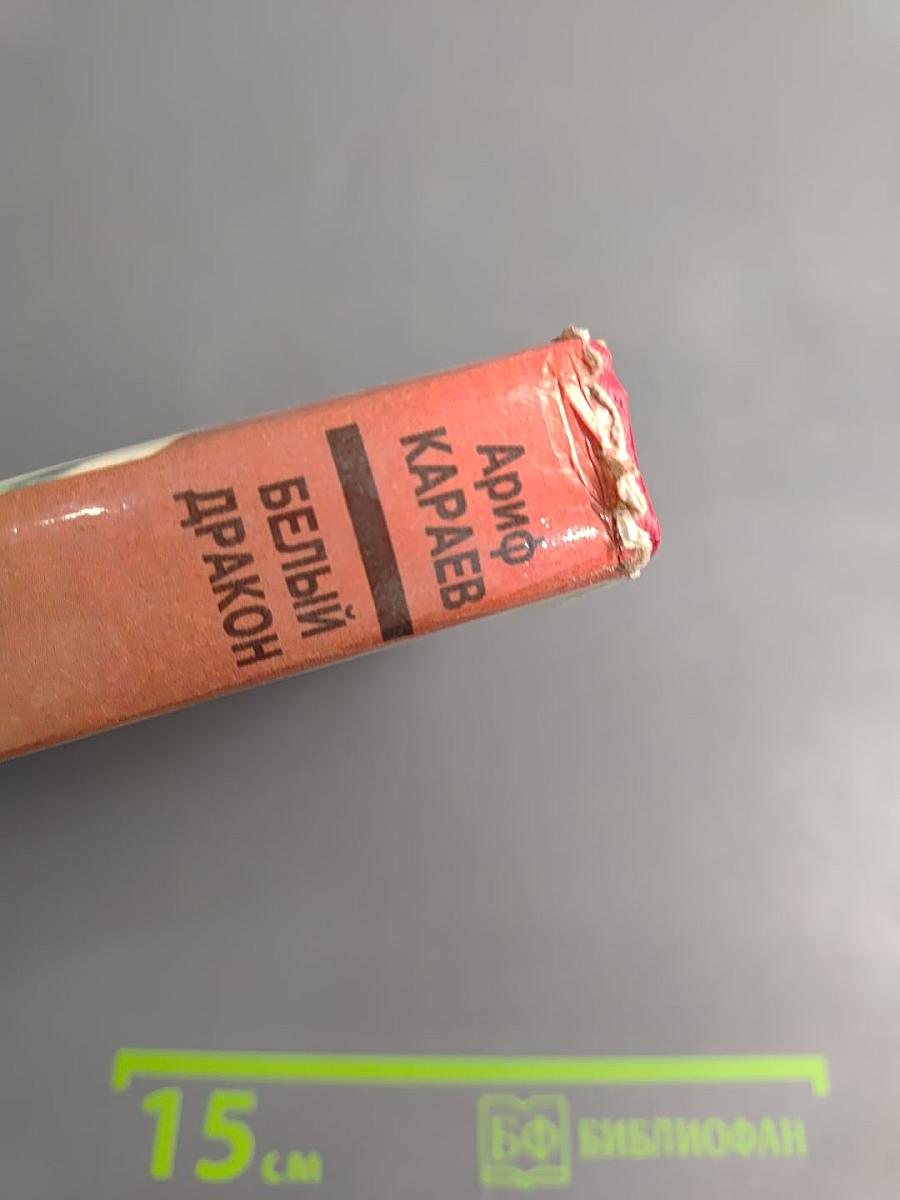 Ариф
КАРАЕВ
БЕЛЫЙ
ДРАКОН
15 см
БФ БИБЛИОФАН